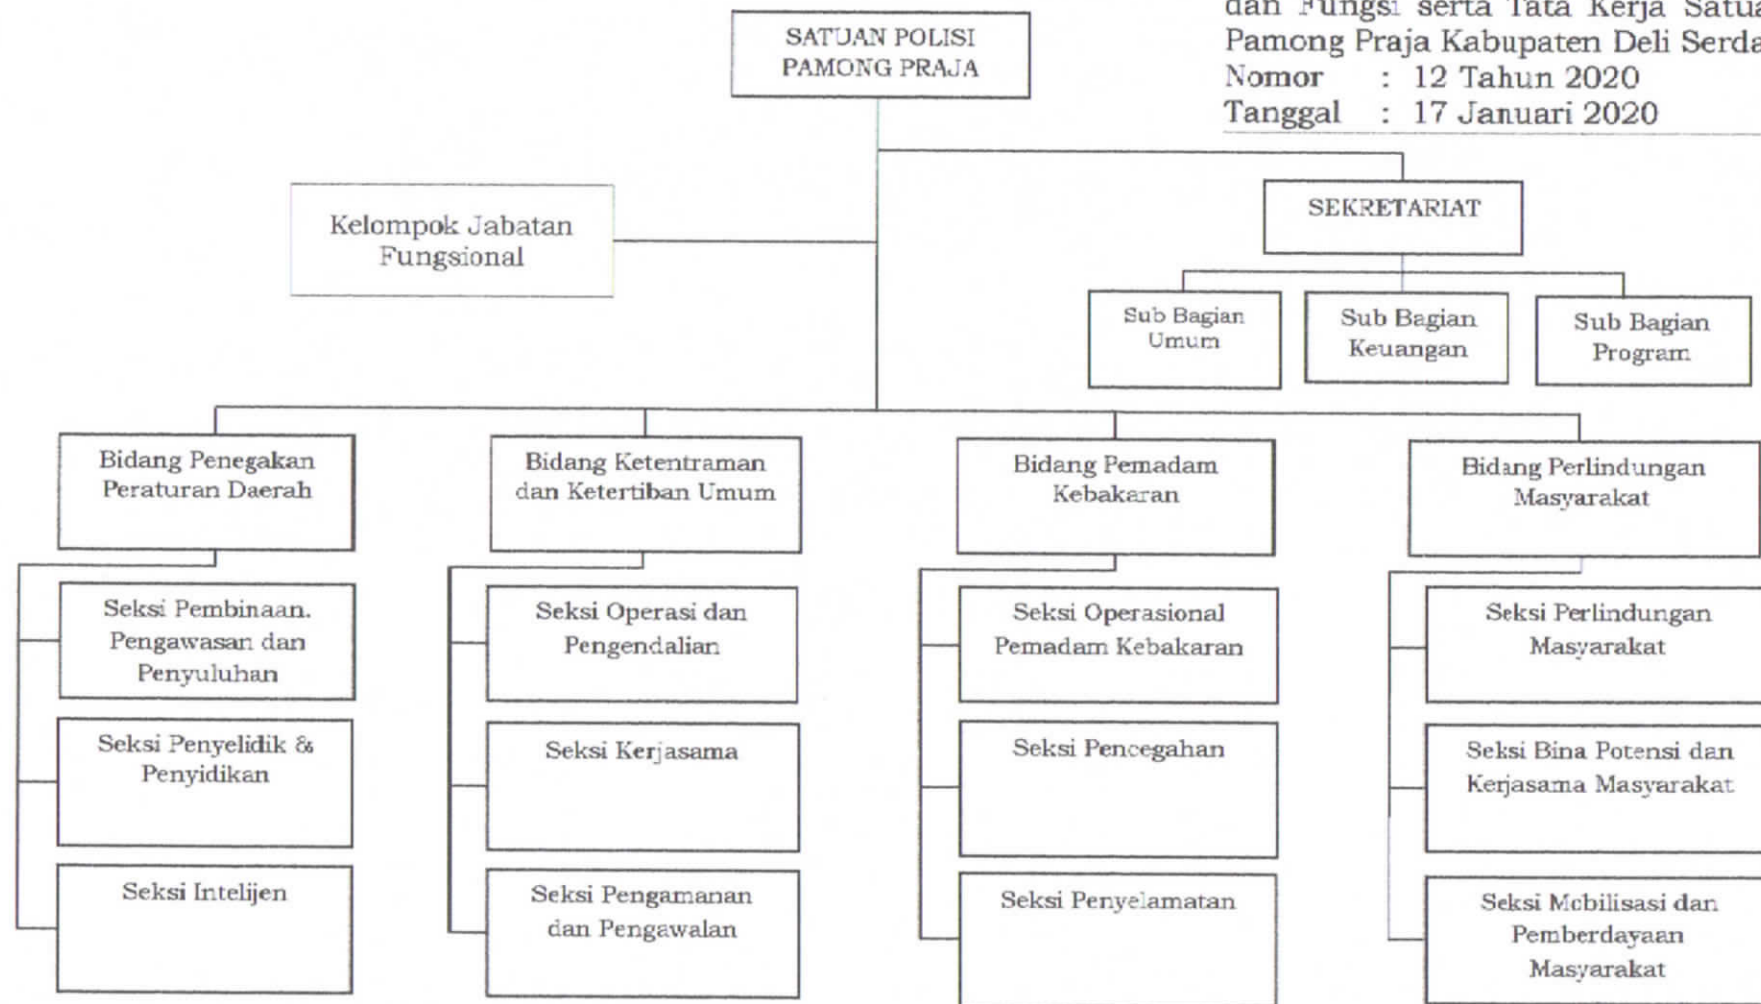 dan Fungsi serta Tata Kerja Satua
Pamong Praja Kabupaten Deli Serda
Nomor : 12 Tahun 2020
Tanggal : 17 Januari 2020
SATUAN POLISI
PAMONG PRAJA
SEKRETARIAT
Kelompok Jabatan
Fungsional
Sub Bagian
Umum
Sub Bagian
Keuangan
Sub Bagian
Program
Bidang Penegakan
Peraturan Daerah
Bidang Ketentraman
dan Ketertiban Umum
Bidang Pemadam
Kebakaran
Bidang Perlindungan
Masyarakat
Seksi Pembinaan.
Pengawasan dan
Penyuluhan
Seksi Operasi dan
Pengendalian
Seksi Operasional
Pemadam Kebakaran
Seksi Perlindungan
Masyarakat
Seksi Penyelidik &
Penyidikan
Seksi Kerjasama
Seksi Pencegahan
Seksi Bina Potensi dan
Kerjasama Masyarakat
Seksi Intelijen
Seksi Pengamanan
dan Pengawalan
Seksi Penyelamatan
Seksi Mobilisasi dan
Pemberdayaan
Masyarakat